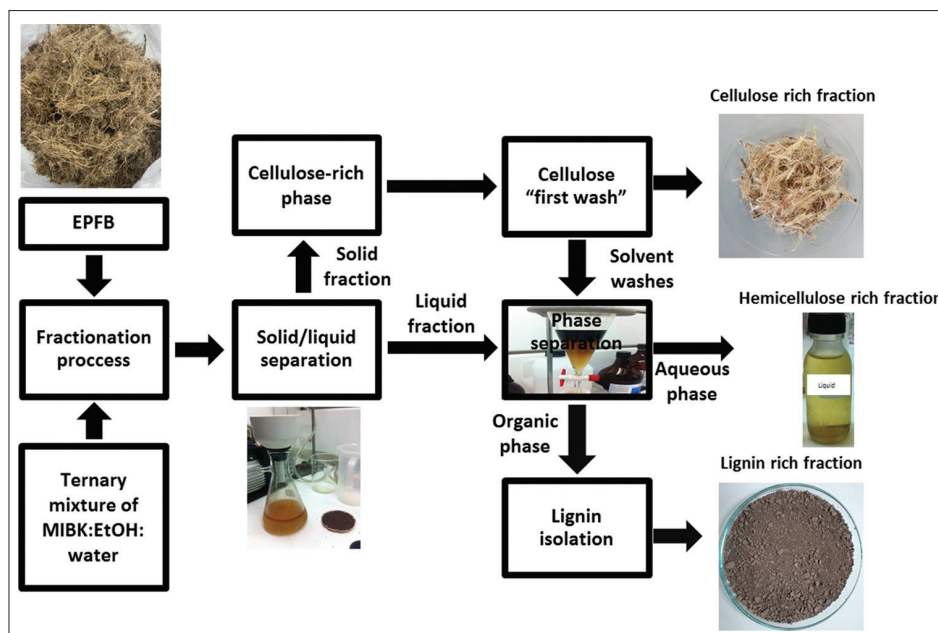 EPFB
Fractionation
proccess
Ternary
mixture of
MIBK:EtOH:
water
Cellulose-rich
phase
Solid
fraction
Solid/liquid
separation
Liquid
fraction
Cellulose
“first wash”
Solvent
washes
Phase
separation
Organic
phase
Aqueous
phase
Lignin
isolation
Cellulose rich fraction
Hemicellulose rich fraction
Liquid
Lignin rich fraction